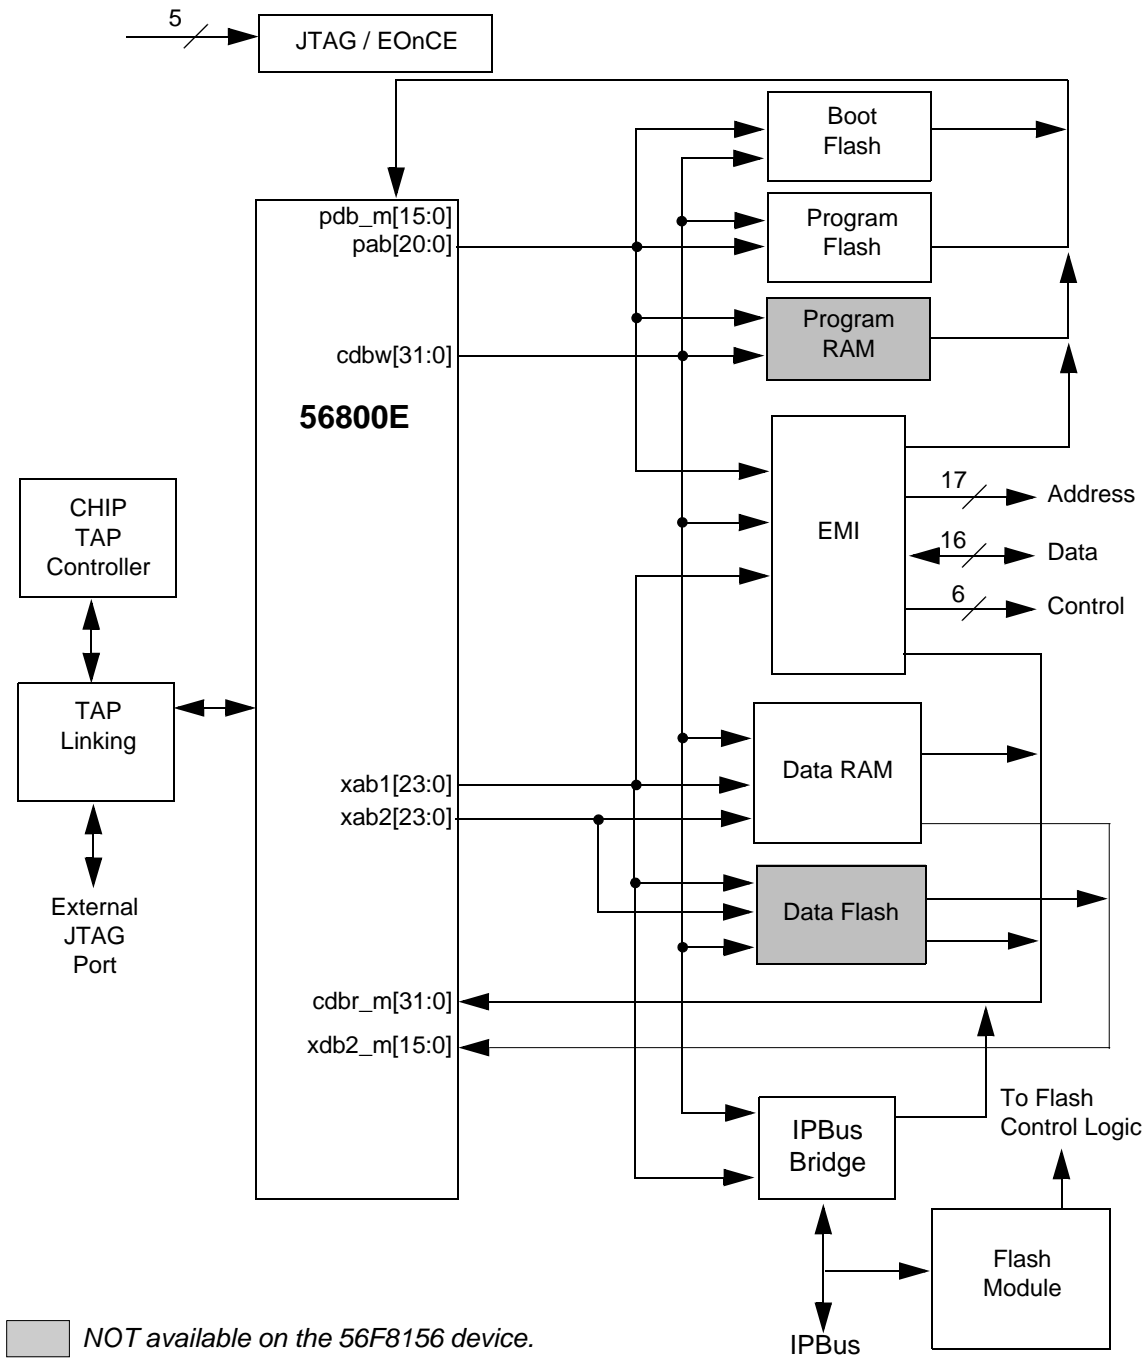 5
JTAG / EOnCE
Boot
Flash
pdb_m[15:0]
pab[20:0]
Program
Flash
Program
RAM
cdbw[31:0]
56800E
CHIP
TAP
Controller
EMI
17
Address
16
Data
6
Control
TAP
Linking
Data RAM
xab1[23:0]
xab2[23:0]
External
JTAG
Port
Data Flash
cdbr_m[31:0]
xdb2_m[15:0]
To Flash
Control Logic
IPBus
Bridge
Flash
Module
NOT available on the 56F8156 device.
IPBus